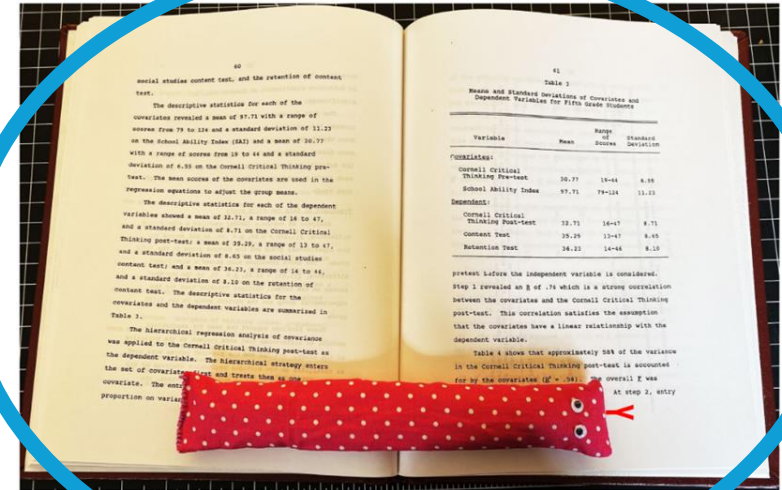 60
social studies content test, and the retention of content
test.
The descriptive statistics for each of the
covariates revealed a mean of 97.71 with a range of
scores from 79 to 124 and a standard deviation of 11.23
on the School Ability Index (SAI) and a mean of 30.77
with a range of scores from 19 to 44 and a standard
deviation of 6.55 on the Cornell Critical Thinking pre-
test. The mean scores of the covariates are used in the
regression equations to adjust the group means.
The descriptive statistics for each of the dependent
variables showed a mean of 32.71, a range of 16 to 47,
and a standard deviation of 8.71 on the Cornell Critical
Thinking post-test; a mean of 35.29, a range of 13 to 47,
and a standard deviation of 8.65 on the social studies
content test; and a mean of 36.23, a range of 14 to 46,
and a standard deviation of 8.10 on the retention of
content test. The descriptive statistics for the
covariates and the dependent variables are summarized in
Table 3.
The hierarchical regression analysis of covariance
was applied to the Cornell Critical Thinking post-test as
the dependent variable. The hierarchical strategy enters
the set of covariates first and treats them as one
covariate. The
proportion
61
Table 3
Means and Standard Deviations of Covariates and
Dependent Variables for Fifth Grade Students
Range
Variable Mean of Standard
Scores Deviation
Covariates:
Cornell Critical
Thinking Pre-test 30.77 19-44
School Ability Index 97.71 79-124 11.23
Dependent:
Cornell Critical
Thinking Post-test 32.71 16-47 8.71
Content Test 35.29 13-47 8.65
Retention Test 36.23 14-46 8.10
pretest before the independent variable is considered.
Step 1 revealed an R of .76 which is a strong correlation
between the covariates and the Cornell Critical Thinking
post-test. This correlation satisfies the assumption
that the covariates have a linear relationship with the
dependent variable.
Table 4 shows that approximately 58% of the variance
in the Cornell Critical Thinking post-test is accounted
for by the covariates (R² = .58). The overall F was
At step 2, entry